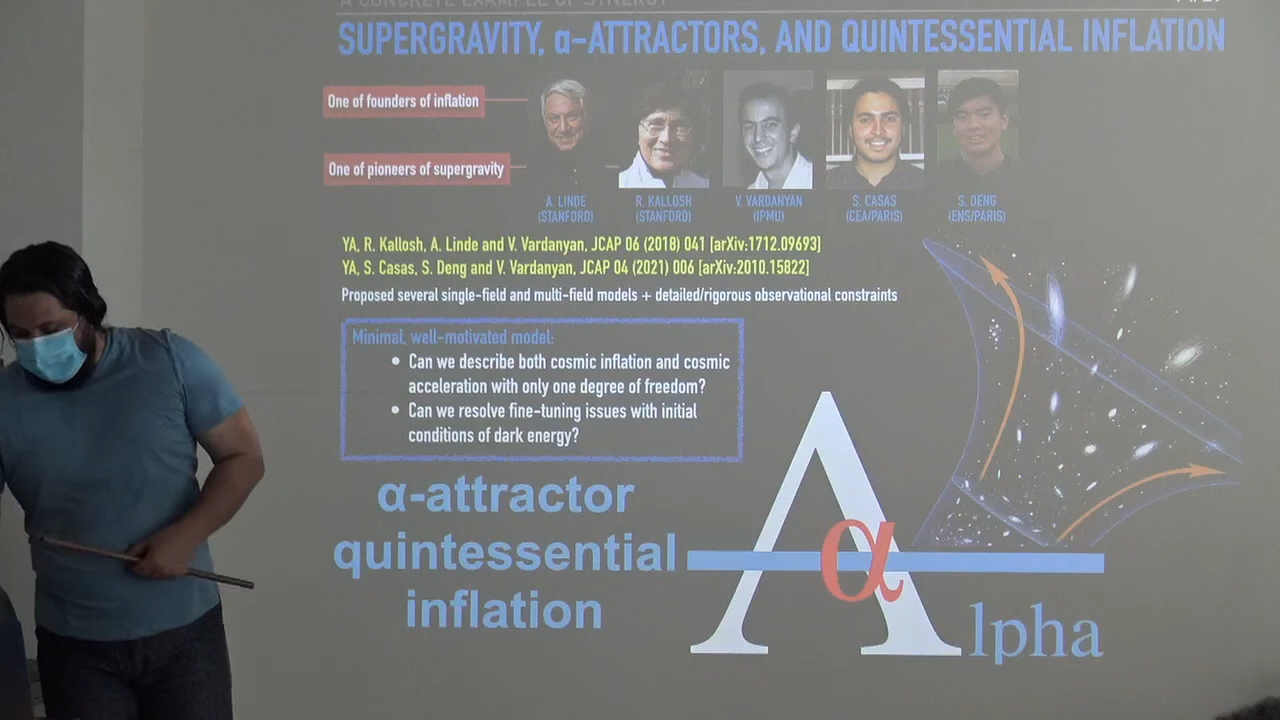 A CONCRETE EXAMPLE OF SYNERGY
SUPERGRAVITY, α-ATTRACTORS, AND QUINTESSENTIAL INFLATION
One of founders of inflation
One of pioneers of supergravity
A. LINDE
(STANFORD)
R. KALLOSH
(STANFORD)
V. VARDANYAN
(IPMU)
S. CASAS
(CEA/PARIS)
S. DENG
(ENS/PARIS)
YA, R. Kallosh, A. Linde and V. Vardanyan, JCAP 06 (2018) 041 [arXiv:1712.09693]
YA, S. Casas, S. Deng and V. Vardanyan, JCAP 04 (2021) 006 [arXiv:2010.15822]
Proposed several single-field and multi-field models + detailed/rigorous observational constraints
Minimal, well-motivated model:
• Can we describe both cosmic inflation and cosmic
acceleration with only one degree of freedom?
• Can we resolve fine-tuning issues with initial
conditions of dark energy?
α-attractor
quintessential
inflation
Alpha
α